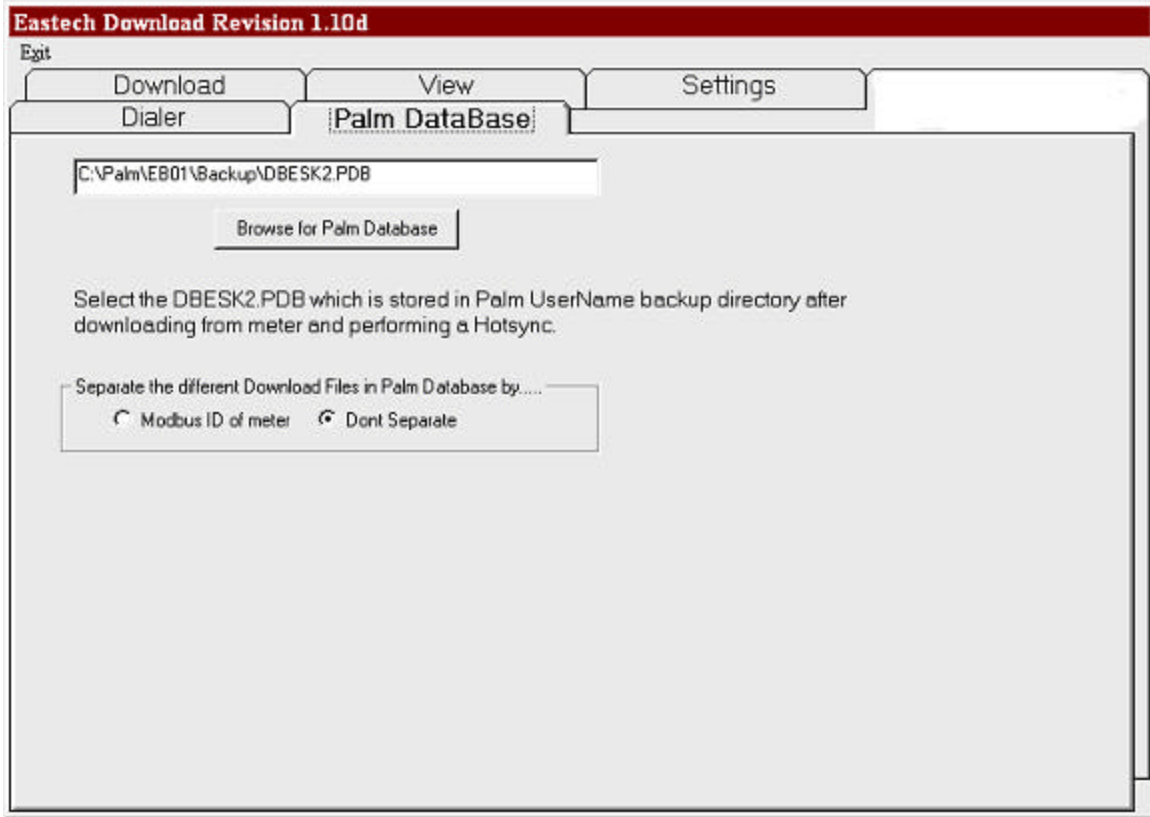 Eastech Download Revision 1.10d
Exit
Download View Settings
Dialer Palm DataBase
C:\Palm\EB01\Backup\DBESK2.PDB
Browse for Palm Database
Select the DBESK2.PDB which is stored in Palm UserName backup directory after
downloading from meter and performing a Hotsync.
Separate the different Download Files in Palm Database by.....
Modbus ID of meter Dont Separate